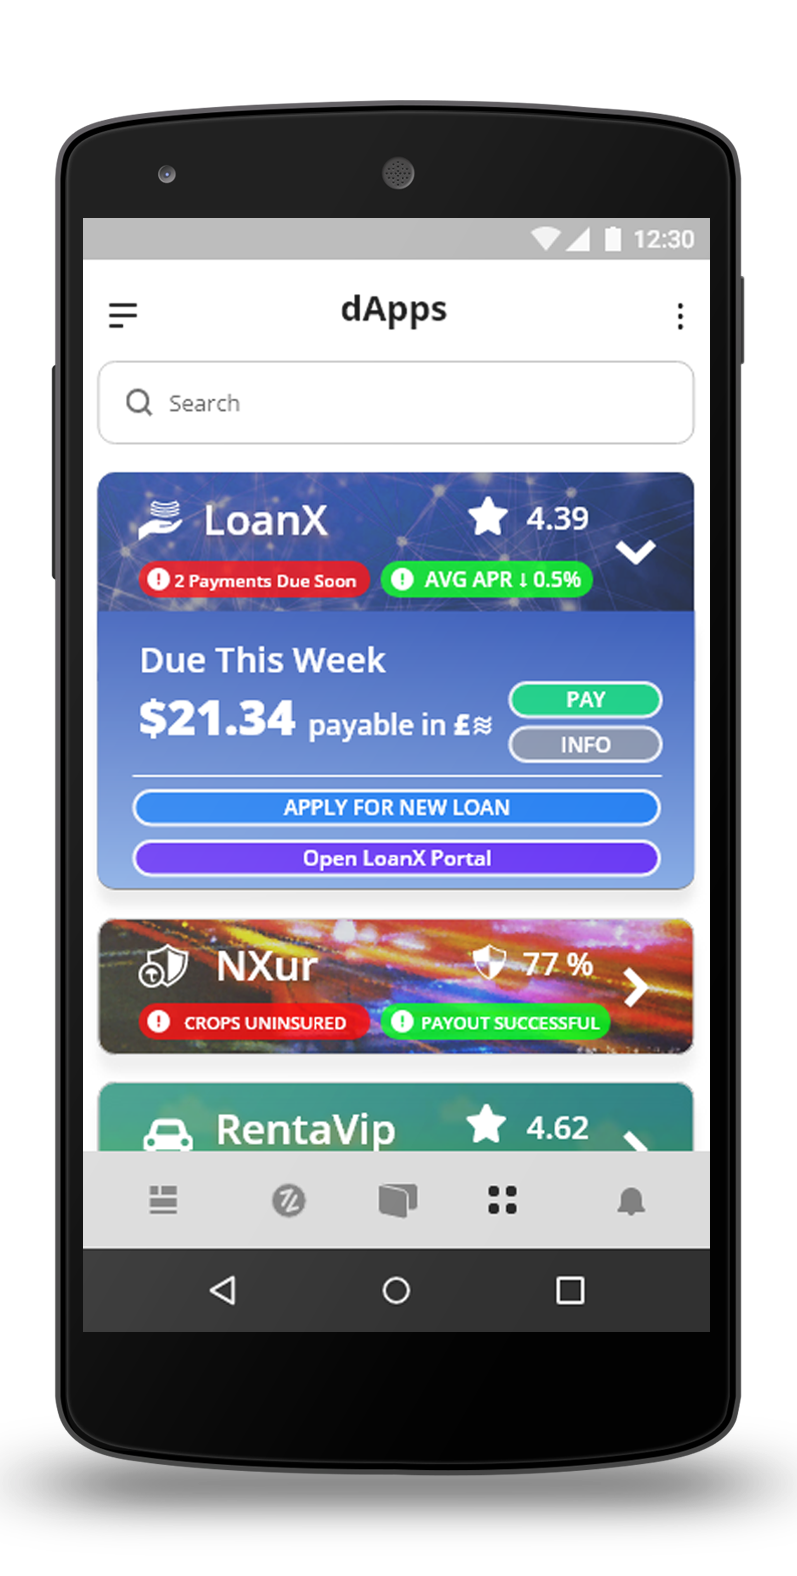 12:30
dApps
Search
LoanX 4.39
2 Payments Due Soon AVG APR ↓ 0.5%
Due This Week
$21.34 payable in £≋
PAY
INFO
APPLY FOR NEW LOAN
Open LoanX Portal
NXur 77 %
CROPS UNINSURED PAYOUT SUCCESSFUL
RentaVip 4.62